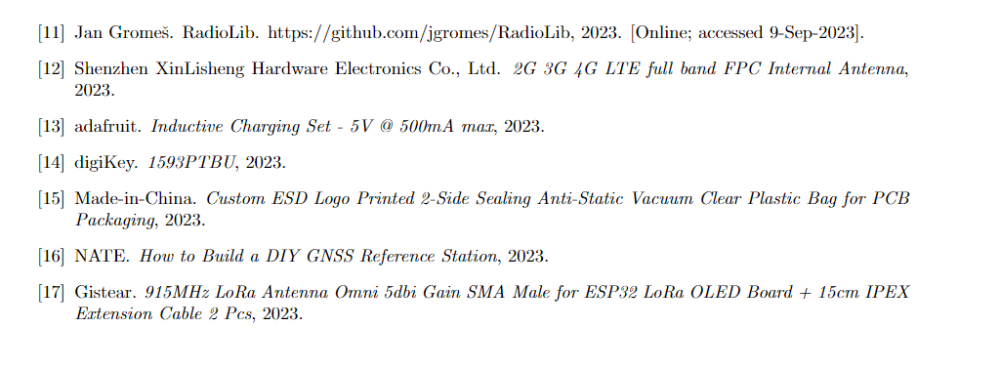 [11] Jan Gromeš. RadioLib. https://github.com/jgromes/RadioLib, 2023. [Online; accessed 9-Sep-2023].
[12] Shenzhen XinLisheng Hardware Electronics Co., Ltd. 2G 3G 4G LTE full band FPC Internal Antenna,
2023.
[13] adafruit. Inductive Charging Set - 5V @ 500mA max, 2023.
[14] digiKey. 1593PTBU, 2023.
[15] Made-in-China. Custom ESD Logo Printed 2-Side Sealing Anti-Static Vacuum Clear Plastic Bag for PCB
Packaging, 2023.
[16] NATE. How to Build a DIY GNSS Reference Station, 2023.
[17] Gistear. 915MHz LoRa Antenna Omni 5dbi Gain SMA Male for ESP32 LoRa OLED Board + 15cm IPEX
Extension Cable 2 Pcs, 2023.